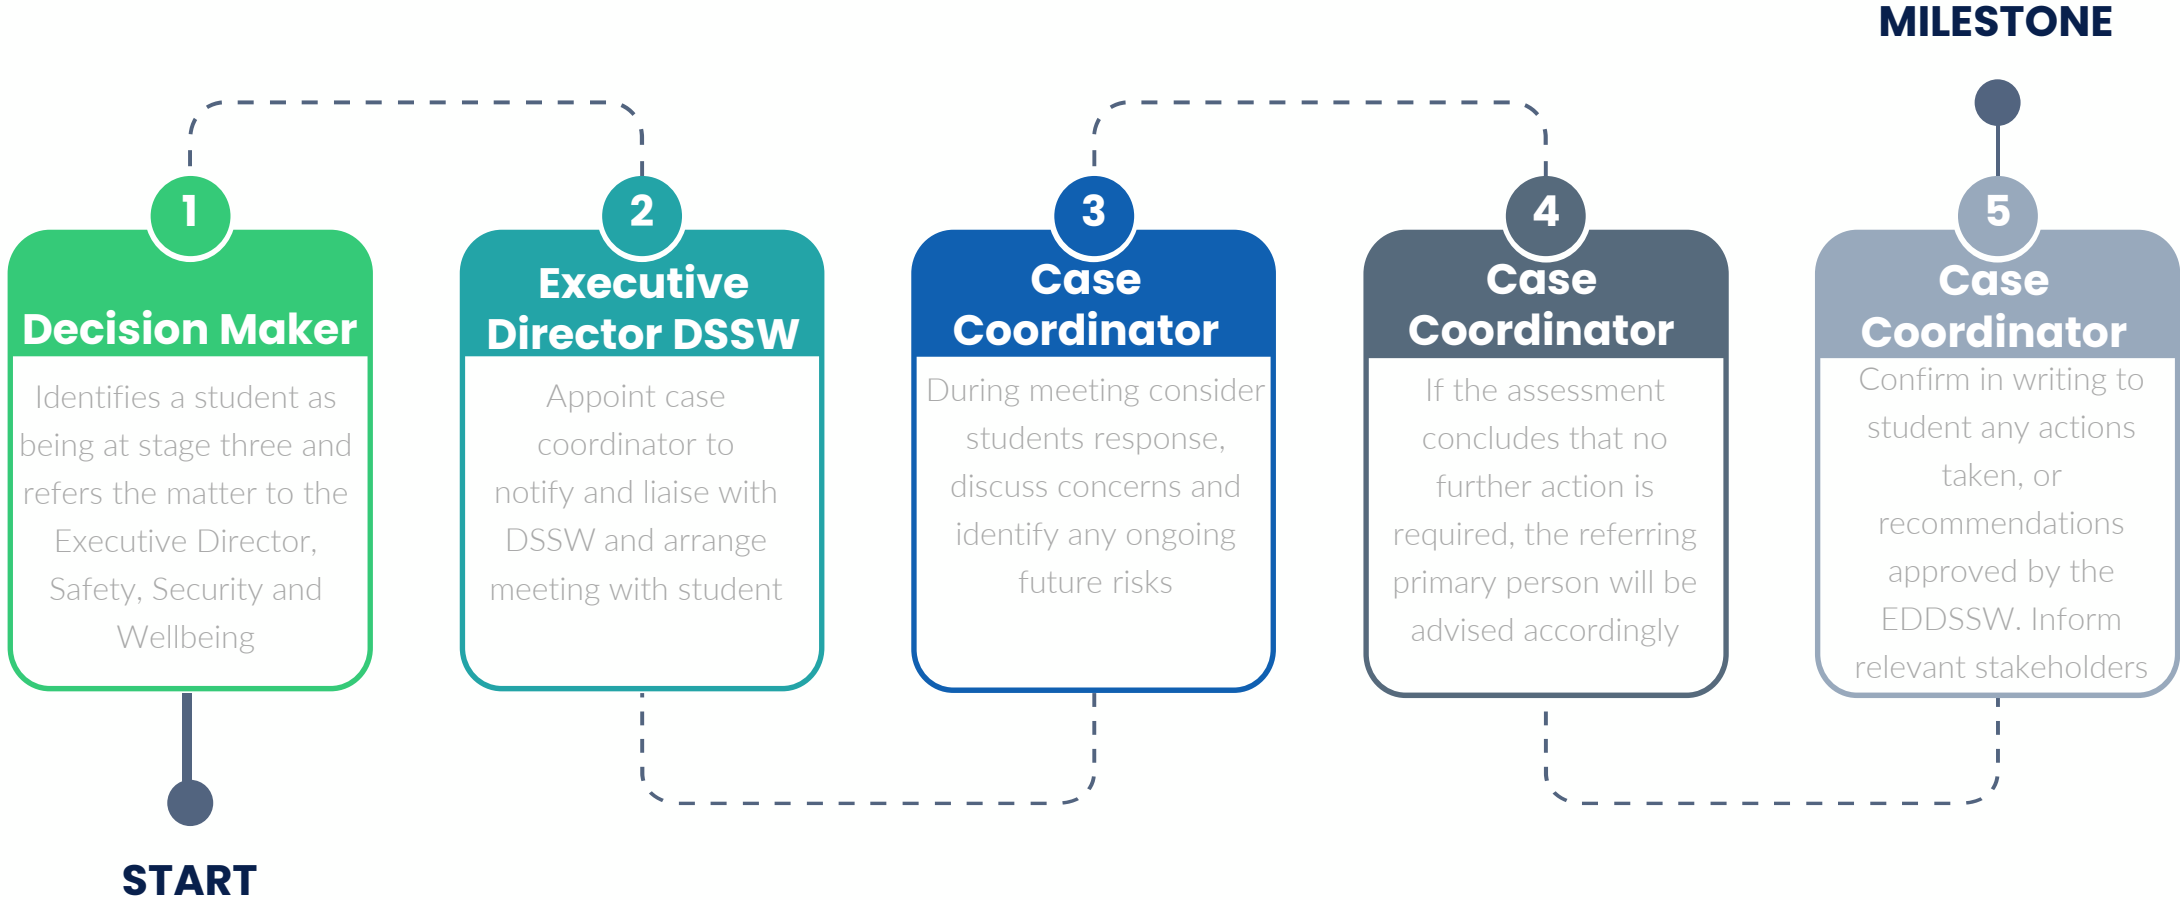 MILESTONE
1
Decision Maker
Identifies a student as
being at stage three and
refers the matter to the
Executive Director,
Safety, Security and
Wellbeing
2
Executive
Director DSSW
Appoint case
coordinator to
notify and liaise with
DSSW and arrange
meeting with student
3
Case
Coordinator
During meeting consider
students response,
discuss concerns and
identify any ongoing
future risks
4
Case
Coordinator
If the assessment
concludes that no
further action is
required, the referring
primary person will be
advised accordingly
5
Case
Coordinator
Confirm in writing to
student any actions
taken, or
recommendations
approved by the
EDDSSW. Inform
relevant stakeholders
START